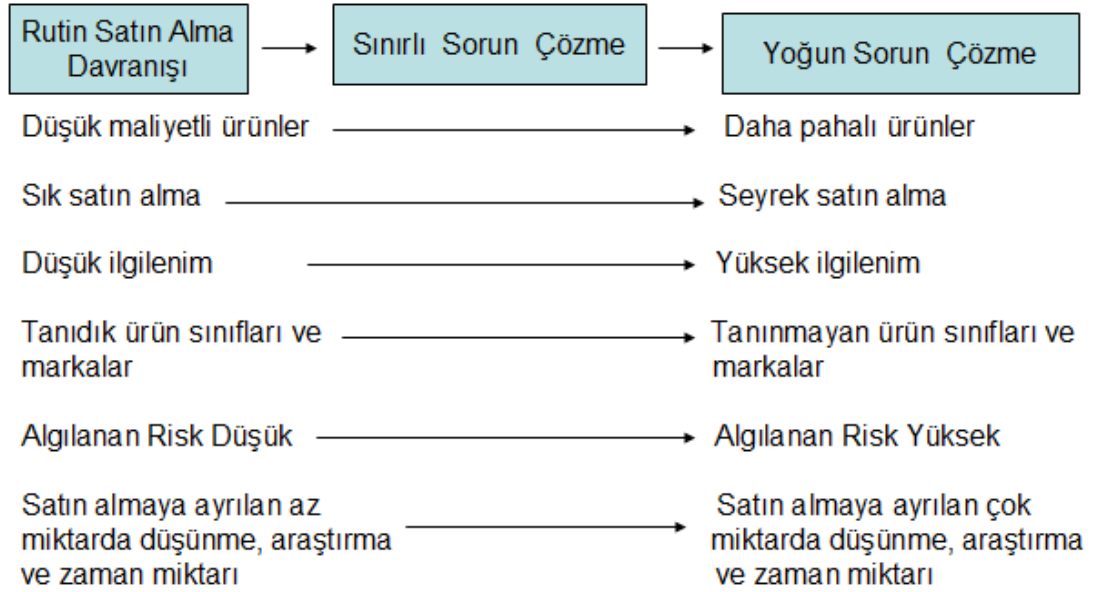 Rutin Satın Alma
Davranışı
Sınırlı Sorun Çözme
Yoğun Sorun Çözme
Düşük maliyetli ürünler
Daha pahalı ürünler
Sık satın alma
Seyrek satın alma
Düşük ilgilenim
Yüksek ilgilenim
Tanıdık ürün sınıfları ve
markalar
Tanınmayan ürün sınıfları ve
markalar
Algılanan Risk Düşük
Algılanan Risk Yüksek
Satın almaya ayrılan az
miktarda düşünme, araştırma
ve zaman miktarı
Satın almaya ayrılan çok
miktarda düşünme, araştırma
ve zaman miktarı